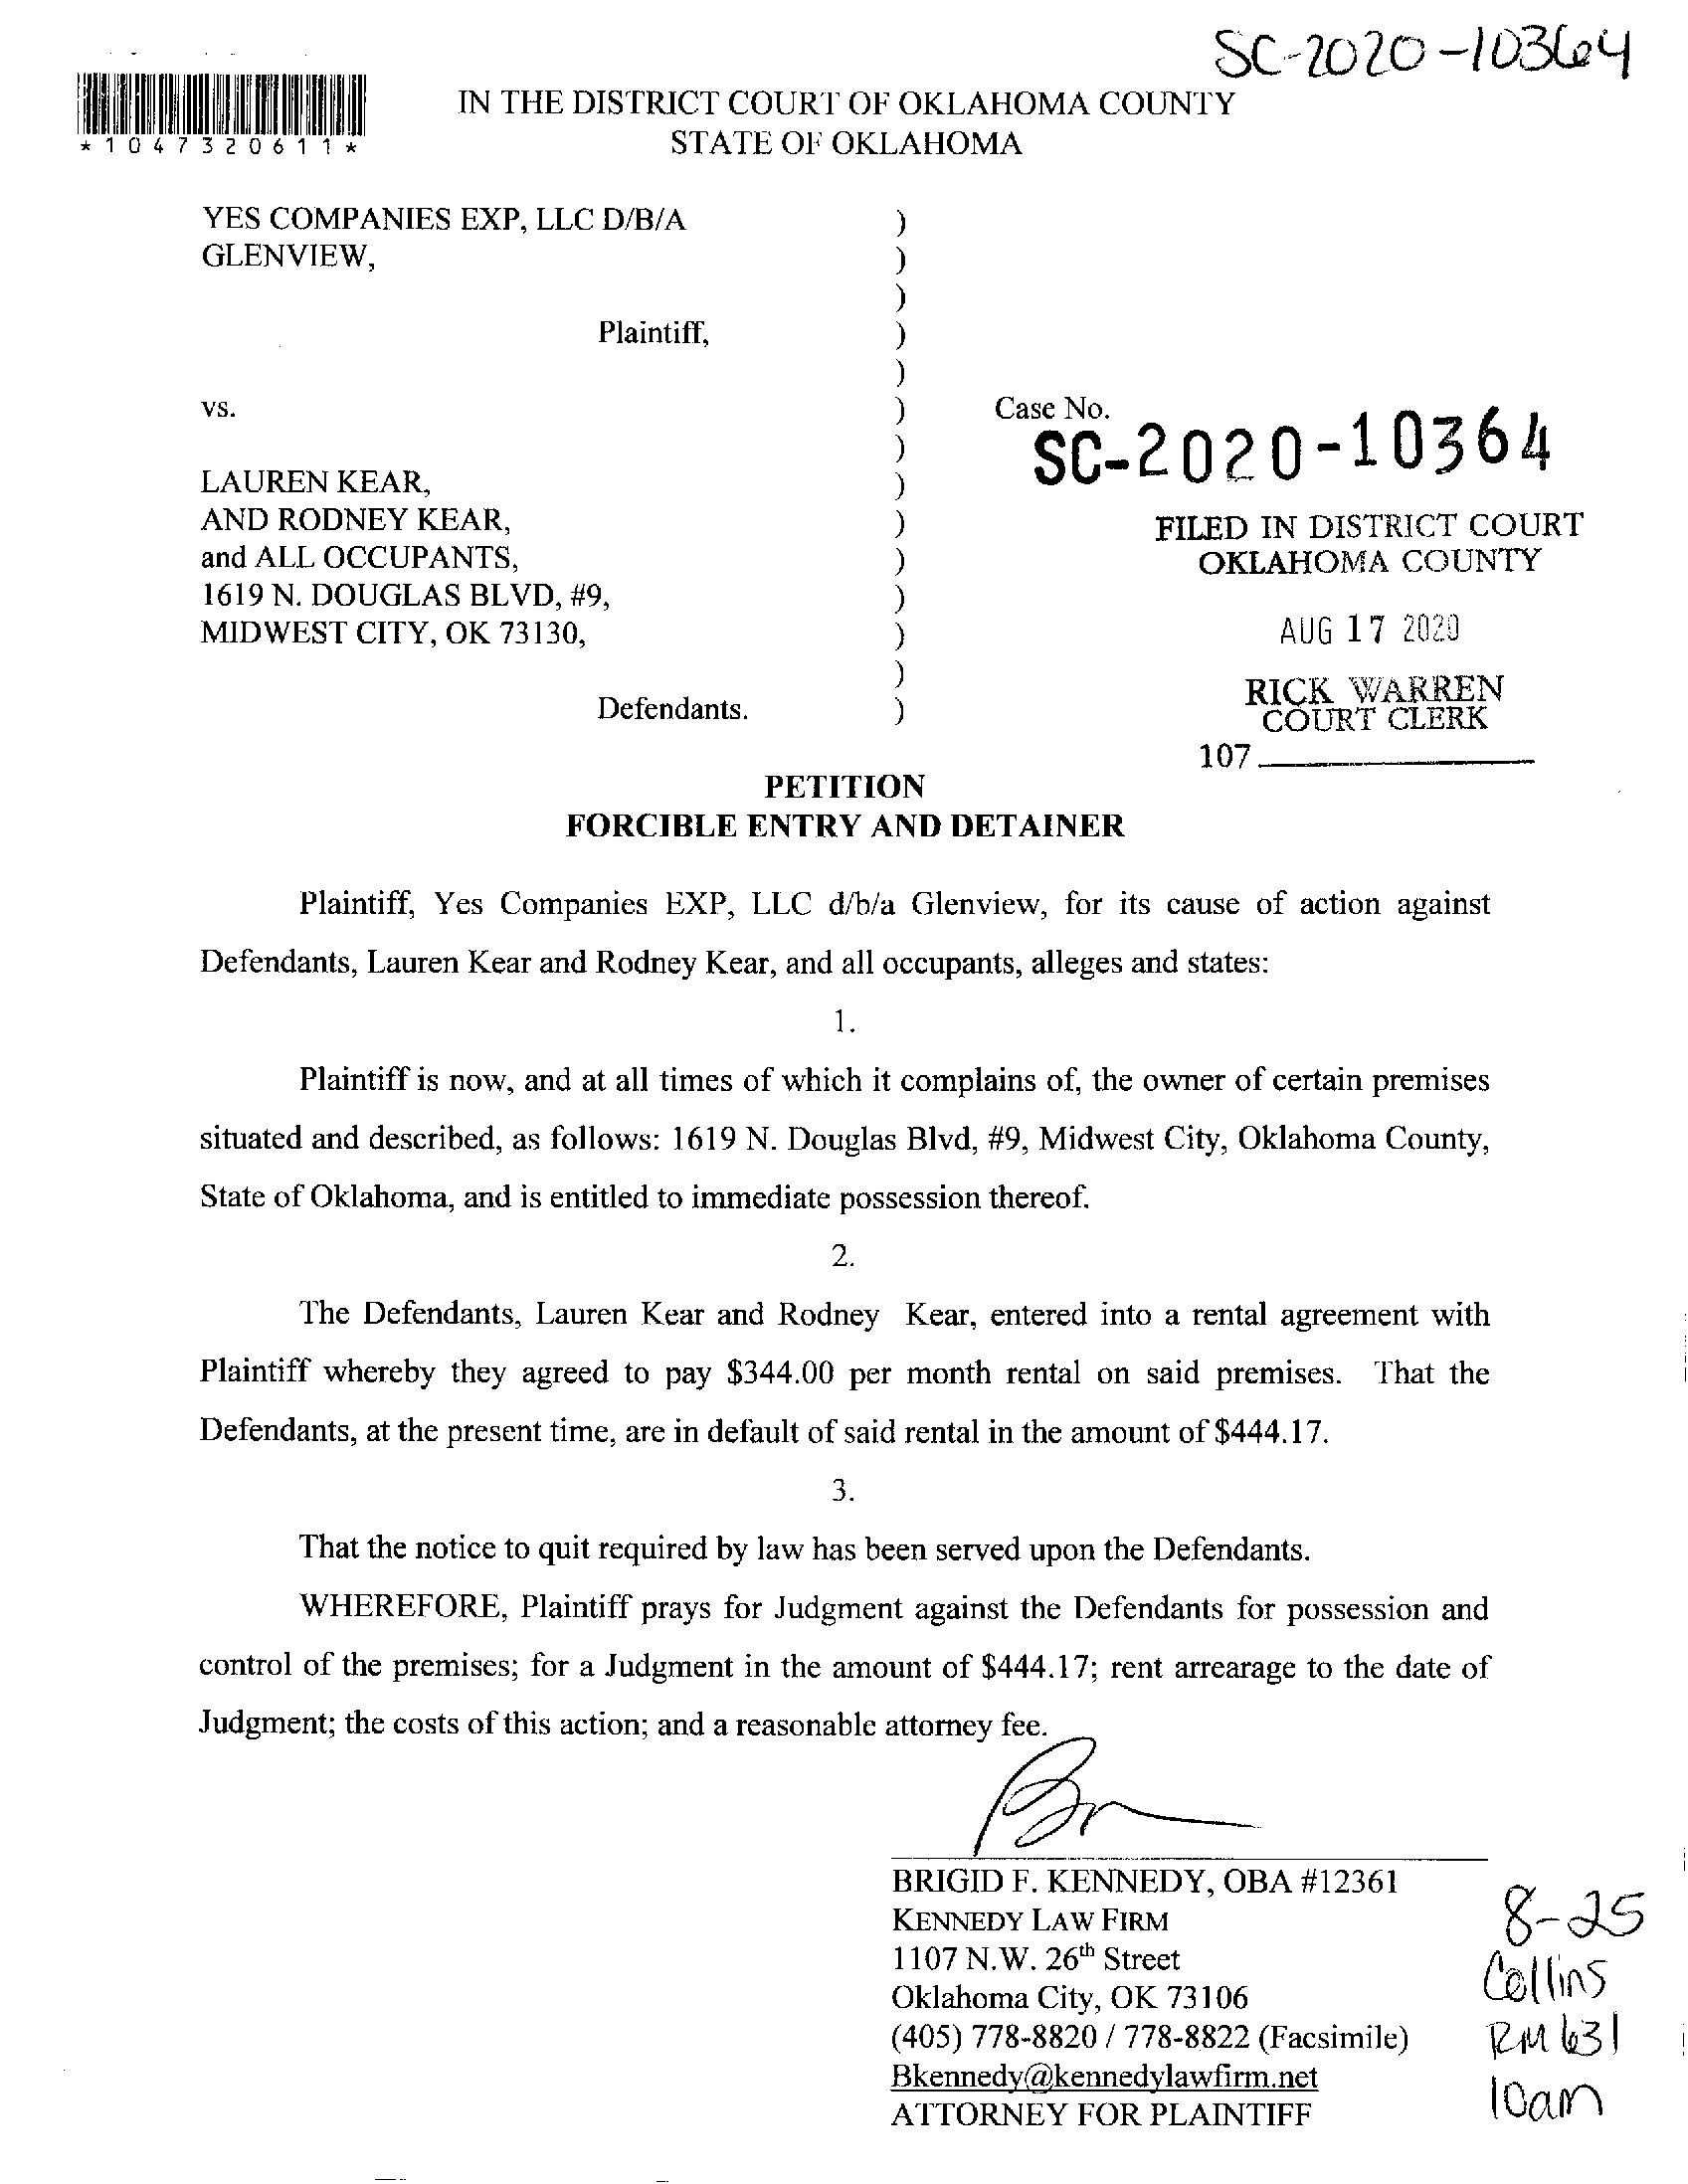 SC-2020-10364
*1047320611*
IN THE DISTRICT COURT OF OKLAHOMA COUNTY
STATE OF OKLAHOMA
YES COMPANIES EXP, LLC D/B/A )
GLENVIEW, )
)
Plaintiff, )
)
vs. ) Case No.
) SC-2020-10364
LAUREN KEAR, )
AND RODNEY KEAR, ) FILED IN DISTRICT COURT
and ALL OCCUPANTS, ) OKLAHOMA COUNTY
1619 N. DOUGLAS BLVD, #9, )
MIDWEST CITY, OK 73130, ) AUG 17 2020
)
Defendants. ) RICK WARREN
COURT CLERK
107
PETITION
FORCIBLE ENTRY AND DETAINER
Plaintiff, Yes Companies EXP, LLC d/b/a Glenview, for its cause of action against
Defendants, Lauren Kear and Rodney Kear, and all occupants, alleges and states:
1.
Plaintiff is now, and at all times of which it complains of, the owner of certain premises
situated and described, as follows: 1619 N. Douglas Blvd, #9, Midwest City, Oklahoma County,
State of Oklahoma, and is entitled to immediate possession thereof.
2.
The Defendants, Lauren Kear and Rodney Kear, entered into a rental agreement with
Plaintiff whereby they agreed to pay $344.00 per month rental on said premises. That the
Defendants, at the present time, are in default of said rental in the amount of $444.17.
3.
That the notice to quit required by law has been served upon the Defendants.
WHEREFORE, Plaintiff prays for Judgment against the Defendants for possession and
control of the premises; for a Judgment in the amount of $444.17; rent arrearage to the date of
Judgment; the costs of this action; and a reasonable attorney fee.
BRIGID F. KENNEDY, OBA #12361
KENNEDY LAW FIRM
1107 N.W. 26th Street
Oklahoma City, OK 73106
(405) 778-8820 / 778-8822 (Facsimile)
Bkennedy@kennedylawfirm.net
ATTORNEY FOR PLAINTIFF
8-25
Collins
RM 631
10am